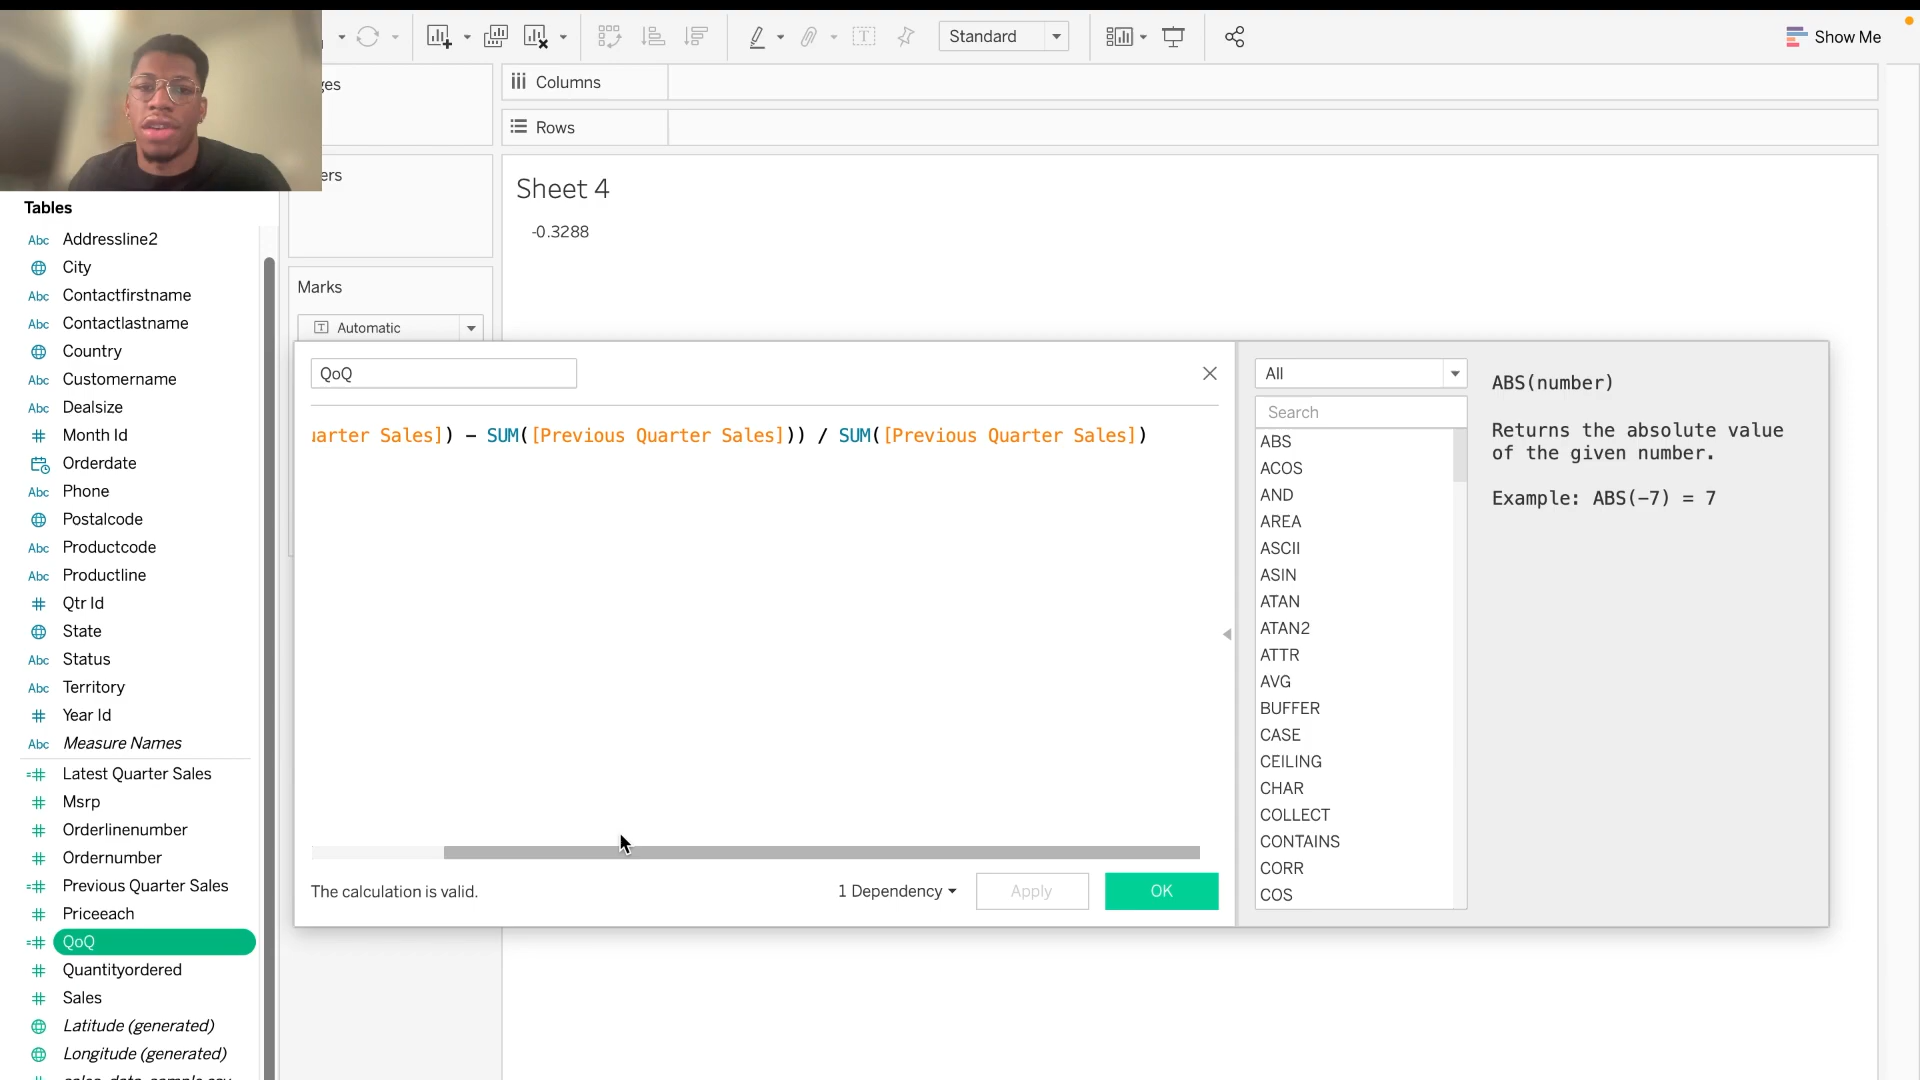 Standard
Show Me
ges
Columns
Rows
ers
Sheet 4
-0.3288
Marks
Automatic
Tables
Abc Addressline2
City
Abc Contactfirstname
Abc Contactlastname
Country
Abc Customername
Abc Dealsize
# Month Id
Orderdate
Abc Phone
Postalcode
Abc Productcode
Abc Productline
# Qtr Id
State
Abc Status
Abc Territory
# Year Id
Abc Measure Names
=# Latest Quarter Sales
# Msrp
# Orderlinenumber
# Ordernumber
=# Previous Quarter Sales
# Priceeach
=# QoQ
# Quantityordered
# Sales
Latitude (generated)
Longitude (generated)
QoQ
uarter Sales]) – SUM([Previous Quarter Sales])) / SUM([Previous Quarter Sales])
The calculation is valid.
1 Dependency
Apply
OK
All
Search
ABS
ACOS
AND
AREA
ASCII
ASIN
ATAN
ATAN2
ATTR
AVG
BUFFER
CASE
CEILING
CHAR
COLLECT
CONTAINS
CORR
COS
ABS(number)
Returns the absolute value
of the given number.
Example: ABS(–7) = 7